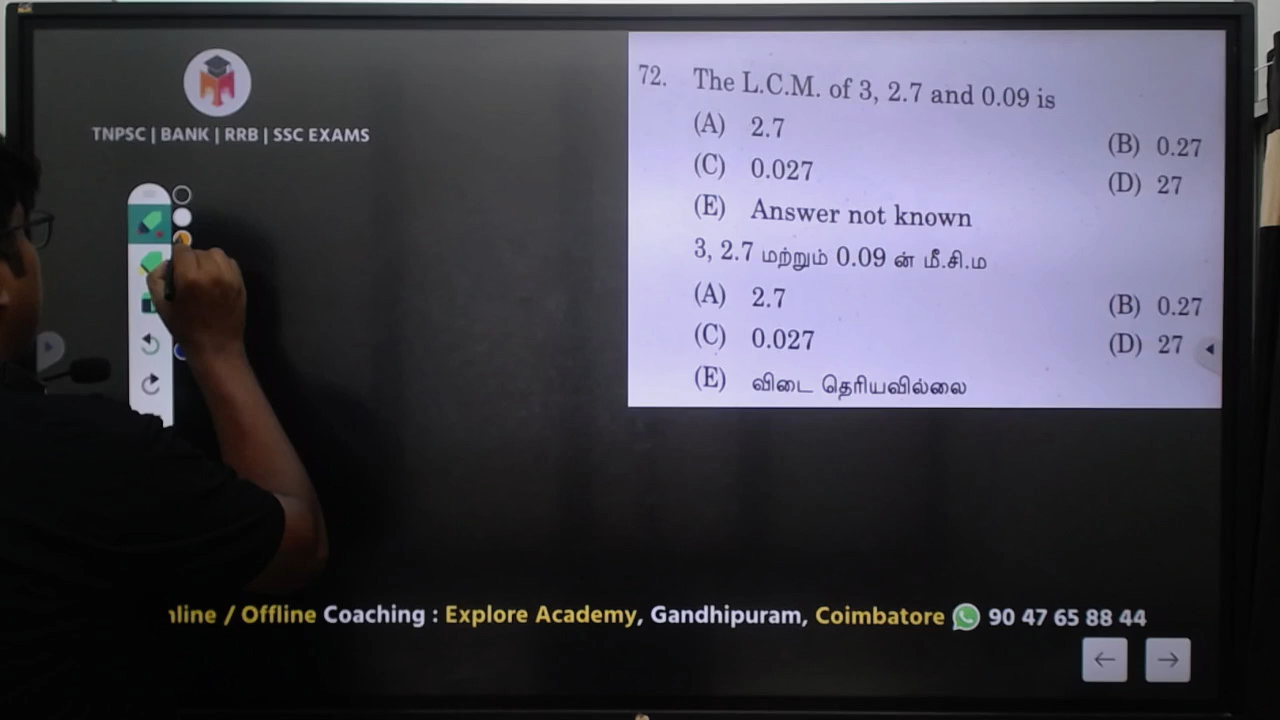 TNPSC | BANK | RRB | SSC EXAMS
72. The L.C.M. of 3, 2.7 and 0.09 is
(A) 2.7 (B) 0.27
(C) 0.027 (D) 27
(E) Answer not known
3, 2.7 மற்றும் 0.09 ன் மீ.சி.ம
(A) 2.7 (B) 0.27
(C) 0.027 (D) 27
(E) விடை தெரியவில்லை
nline / Offline Coaching : Explore Academy, Gandhipuram, Coimbatore 90 47 65 88 44